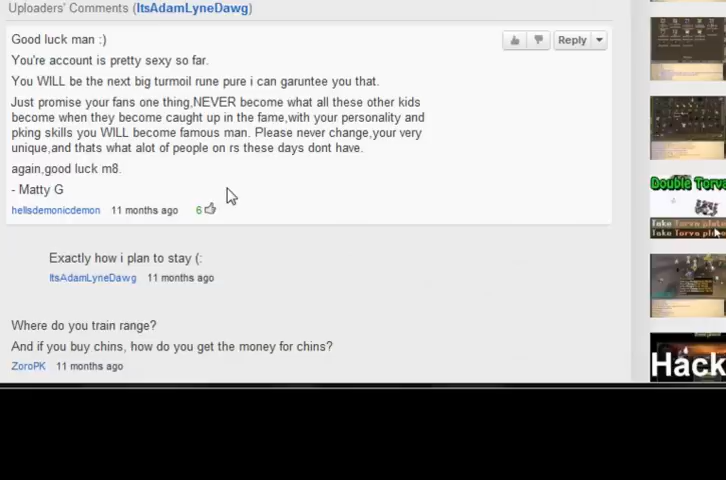 Uploaders' Comments (ItsAdamLyneDawg)
Good luck man :)
You're account is pretty sexy so far.
You WILL be the next big turmoil rune pure i can garuntee you that.
Just promise your fans one thing,NEVER become what all these other kids
become when they become caught up in the fame,with your personality and
pking skills you WILL become famous man. Please never change,your very
unique,and thats what alot of people on rs these days dont have.
again,good luck m8.
- Matty G
hellsdemonicdemon 11 months ago 6
Reply
Exactly how i plan to stay (:
ItsAdamLyneDawg 11 months ago
Where do you train range?
And if you buy chins, how do you get the money for chins?
ZoroPK 11 months ago
Double Torva
Take Torva plate
Take Torva pla
Hack